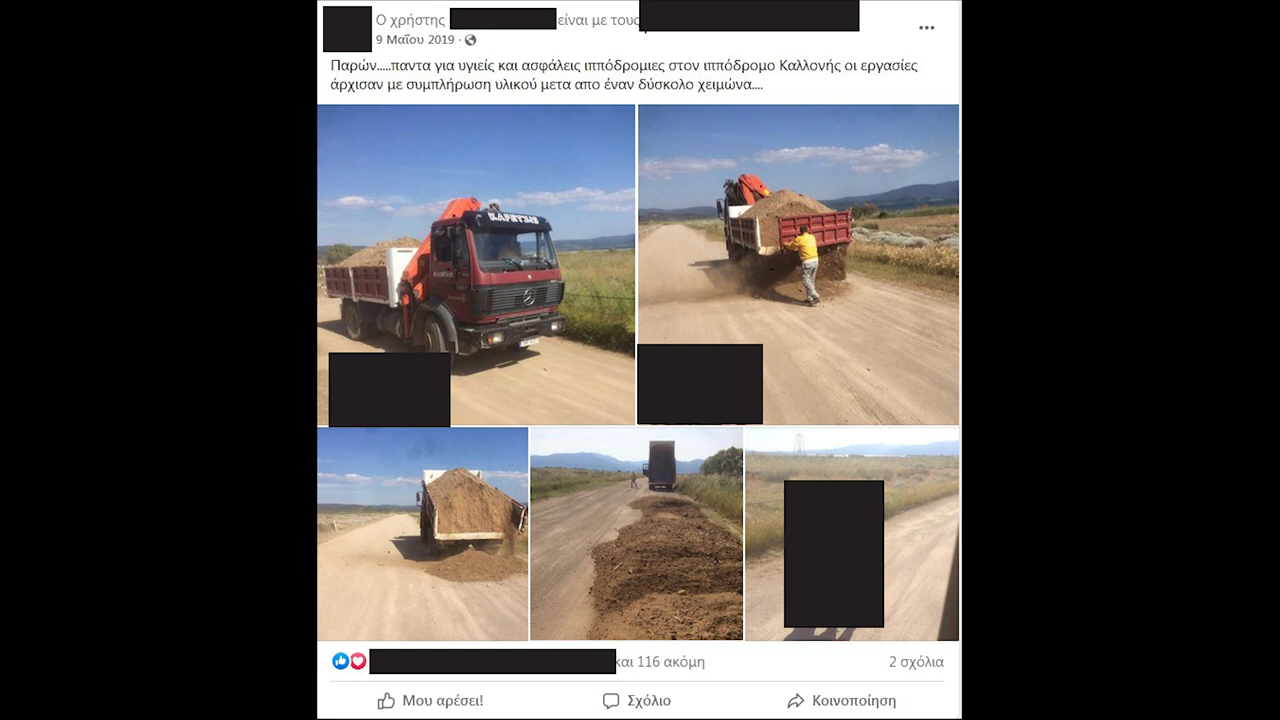 Ο χρήστης είναι με τους
9 Μαΐου 2019 ·
Παρών.....παντα για υγιείς και ασφάλεις ιππόδρομιες στον ιππόδρομο Καλλονής οι εργασίες
άρχισαν με συμπλήρωση υλικού μετα απο έναν δύσκολο χειμώνα....
και 116 ακόμη
2 σχόλια
Μου αρέσει!
Σχόλιο
Κοινοποίηση